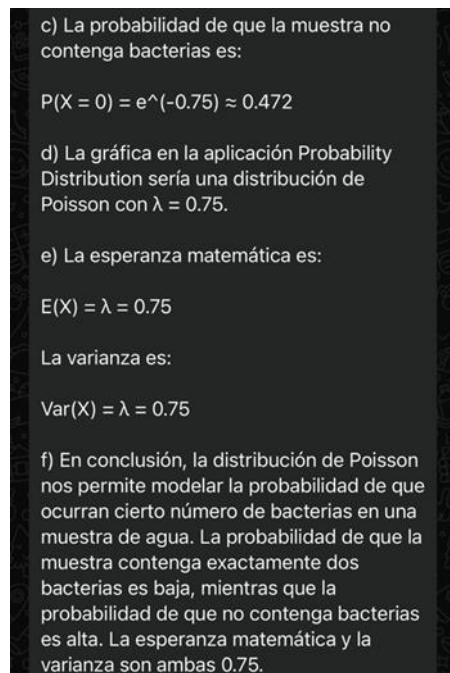 c) La probabilidad de que la muestra no
contenga bacterias es:
P(X = 0) = e^(-0.75) ≈ 0.472
d) La gráfica en la aplicación Probability
Distribution sería una distribución de
Poisson con λ = 0.75.
e) La esperanza matemática es:
E(X) = λ = 0.75
La varianza es:
Var(X) = λ = 0.75
f) En conclusión, la distribución de Poisson
nos permite modelar la probabilidad de que
ocurran cierto número de bacterias en una
muestra de agua. La probabilidad de que la
muestra contenga exactamente dos
bacterias es baja, mientras que la
probabilidad de que no contenga bacterias
es alta. La esperanza matemática y la
varianza son ambas 0.75.